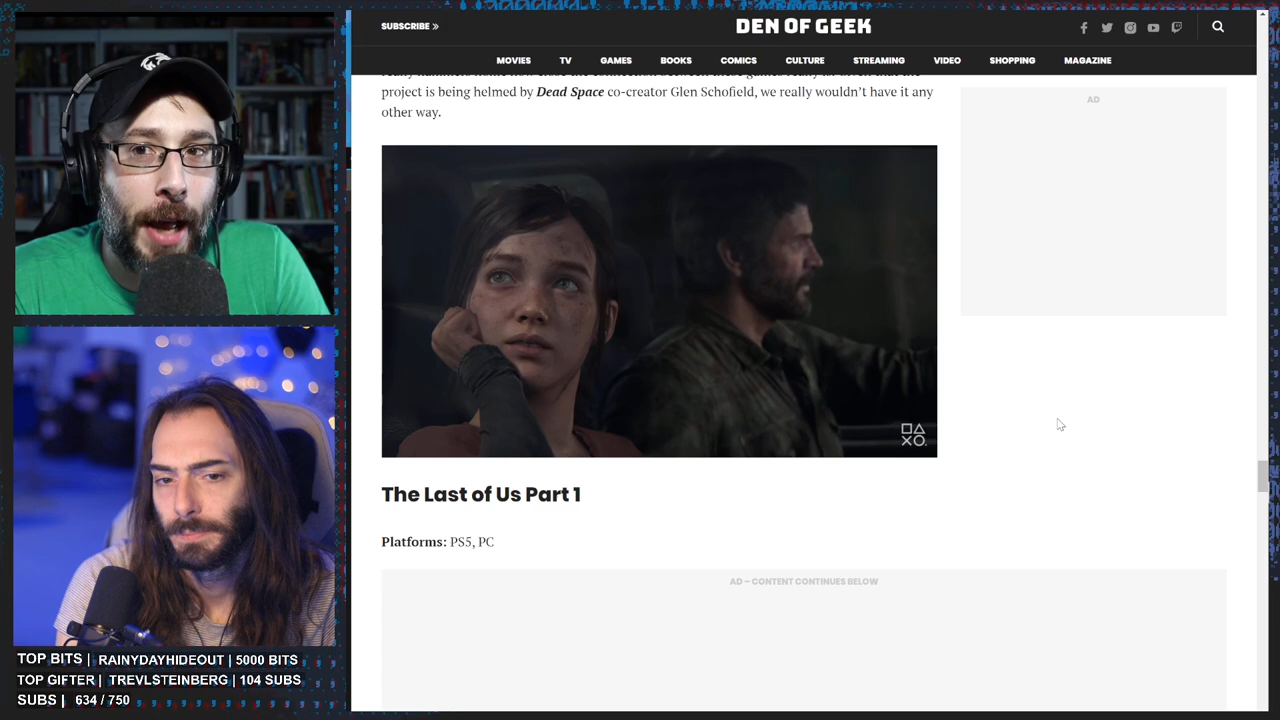 SUBSCRIBE »
DEN OF GEEK
MOVIES TV GAMES BOOKS COMICS CULTURE STREAMING VIDEO SHOPPING MAGAZINE
project is being helmed by Dead Space co-creator Glen Schofield, we really wouldn't have it any
other way.
AD
The Last of Us Part 1
Platforms: PS5, PC
AD – CONTENT CONTINUES BELOW
TOP BITS | RAINYDAYHIDEOUT | 5000 BITS
TOP GIFTER | TREVLSTEINBERG | 104 SUBS
SUBS | 634 / 750